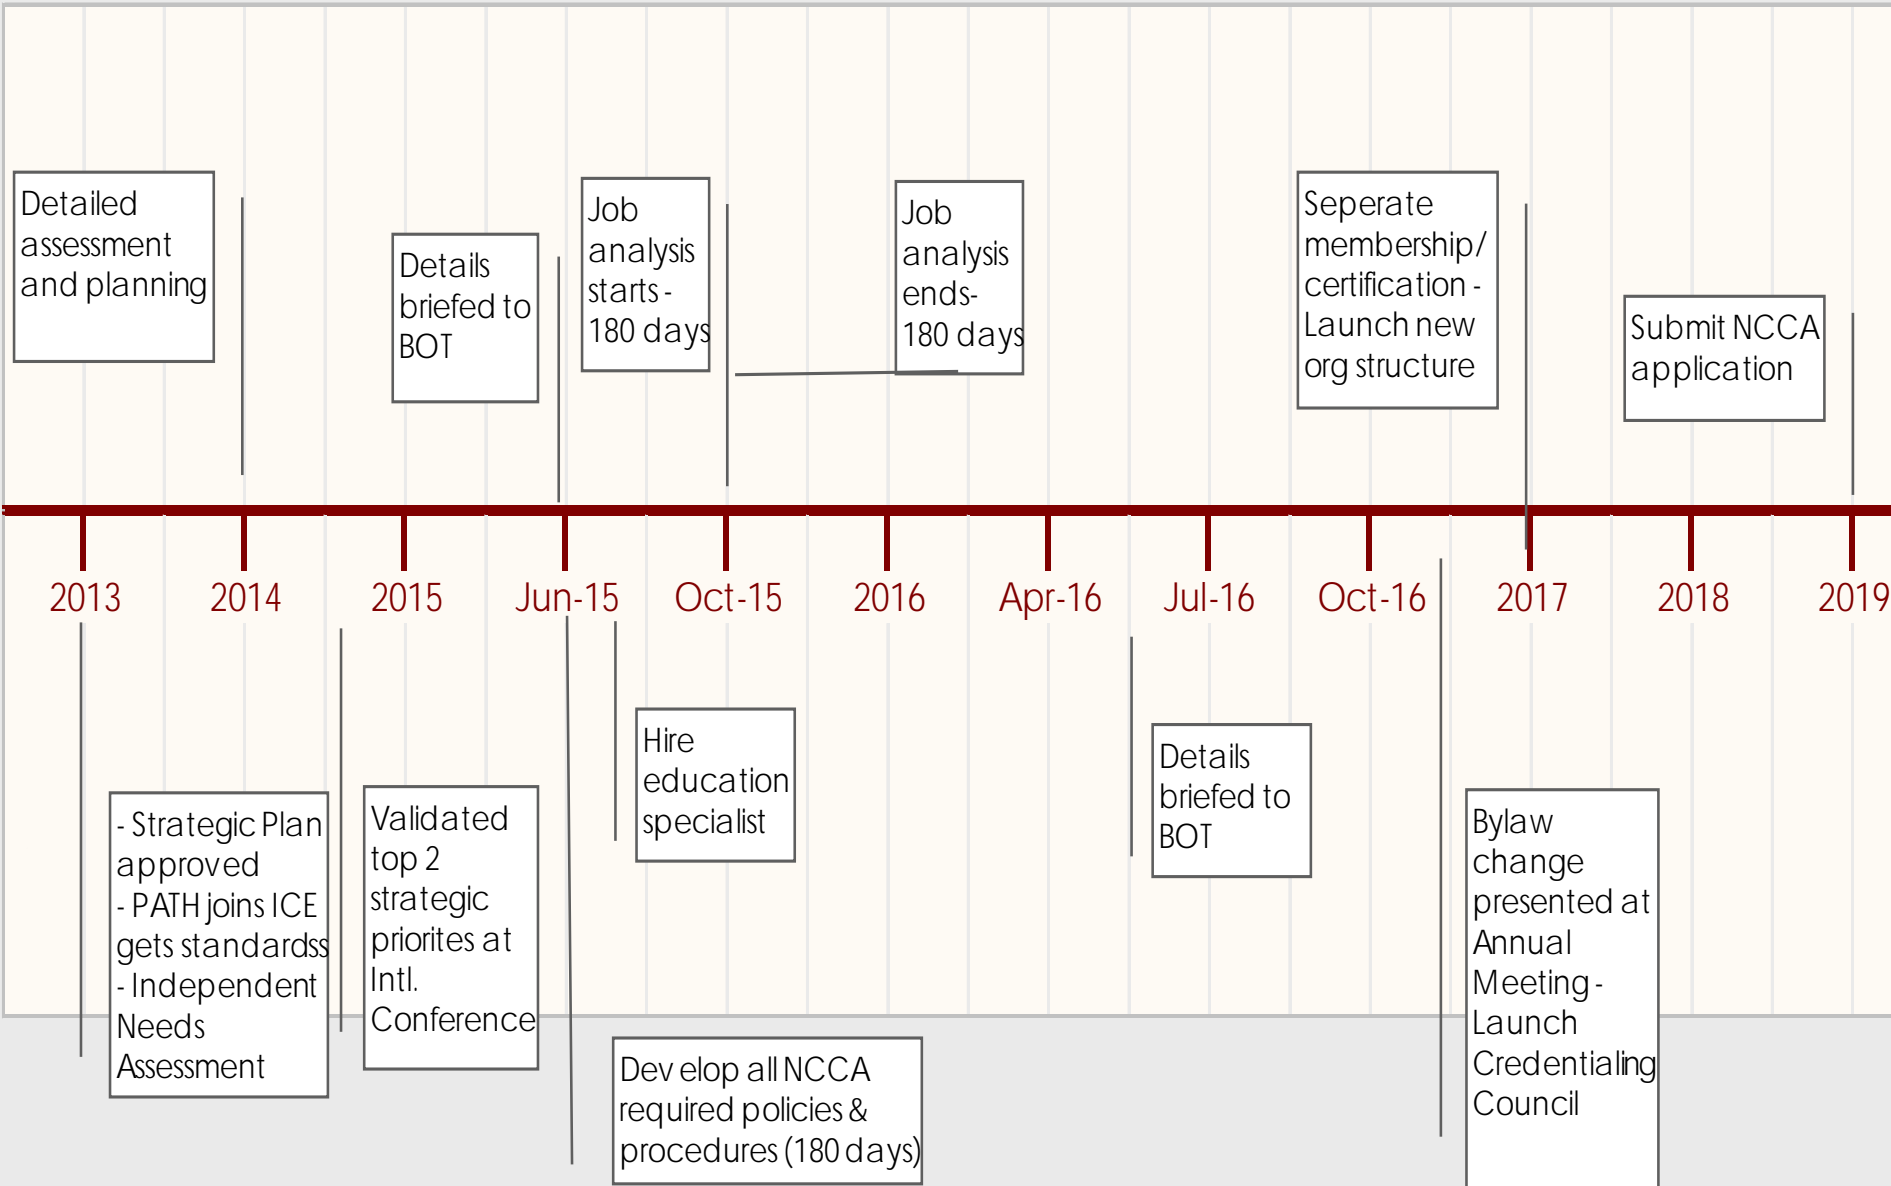 Detailed
assessment
and planning
Details
briefed to
BOT
Job
analysis
starts -
180 days
Job
analysis
ends-
180 days
Seperate
membership/
certification -
Launch new
org structure
Submit NCCA
application
2013
2014
2015
Jun-15
Oct-15
2016
Apr-16
Jul-16
Oct-16
2017
2018
2019
- Strategic Plan
approved
- PATH joins ICE
gets standardss
- Independent
Needs
Assessment
Validated
top 2
strategic
priorites at
Intl.
Conference
Hire
education
specialist
Develop all NCCA
required policies &
procedures (180 days)
Details
briefed to
BOT
Bylaw
change
presented at
Annual
Meeting -
Launch
Credentialing
Council